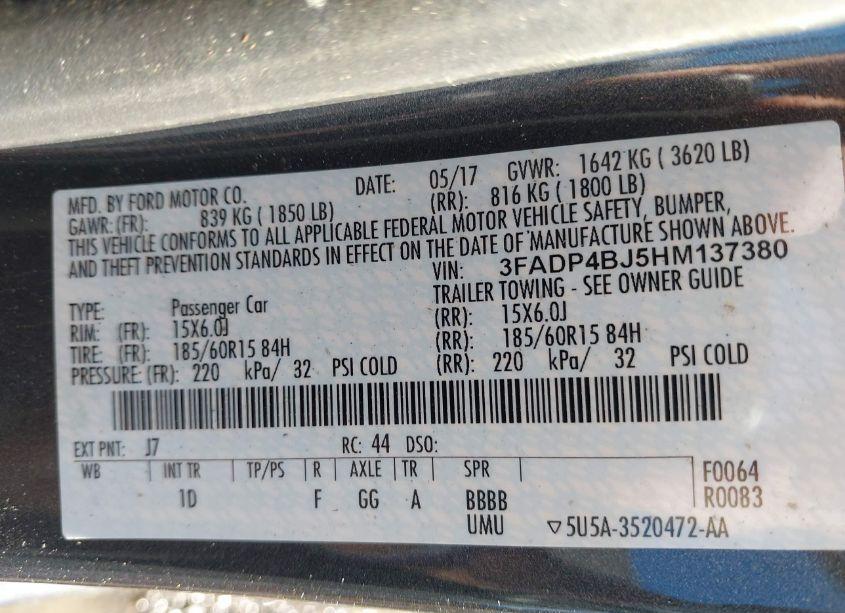 MFD. BY FORD MOTOR CO. DATE: 05/17 GVWR: 1642 KG ( 3620 LB)
GAWR: (FR): 839 KG ( 1850 LB) (RR): 816 KG ( 1800 LB)
THIS VEHICLE CONFORMS TO ALL APPLICABLE FEDERAL MOTOR VEHICLE SAFETY, BUMPER,
AND THEFT PREVENTION STANDARDS IN EFFECT ON THE DATE OF MANUFACTURE SHOWN ABOVE.
VIN: 3FADP4BJ5HM137380
TYPE: Passenger Car TRAILER TOWING - SEE OWNER GUIDE
RIM: (FR): 15X6.0J (RR): 15X6.0J
TIRE: (FR): 185/60R15 84H (RR): 185/60R15 84H
PRESSURE: (FR): 220 kPa/ 32 PSI COLD (RR): 220 kPa/ 32 PSI COLD
EXT PNT: J7 RC: 44 DSO:
WB INT TR TP/PS R AXLE TR SPR F0064
1D F GG A BBBB R0083
UMU ▽5U5A-3520472-AA